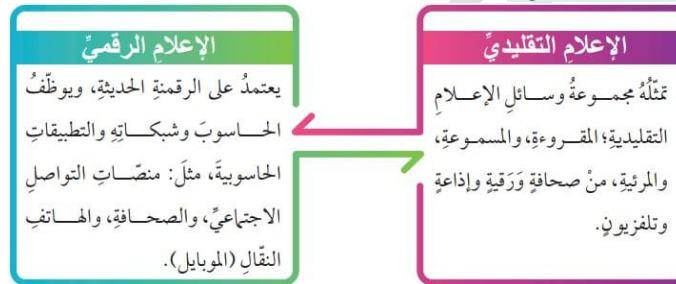 الإعلامِ التقليديِّ
تمثّلُهُ مجموعةُ وسائلِ الإعلامِ
التقليديةِ؛ المقروءةِ، والمسموعةِ،
والمرئيةِ، منْ صحافةٍ وَرَقيةٍ وإذاعةٍ
وتلفزيونٍ.
الإعلامِ الرقميِّ
يعتمدُ على الرقمنةِ الحديثةِ، ويوظّفُ
الحاسوبَ وشبكاتِهِ والتطبيقاتِ
الحاسوبيةَ، مثلَ: منصّاتِ التواصلِ
الاجتماعيِّ، والصحافةِ، والهاتفِ
النقّالِ (الموبايل).